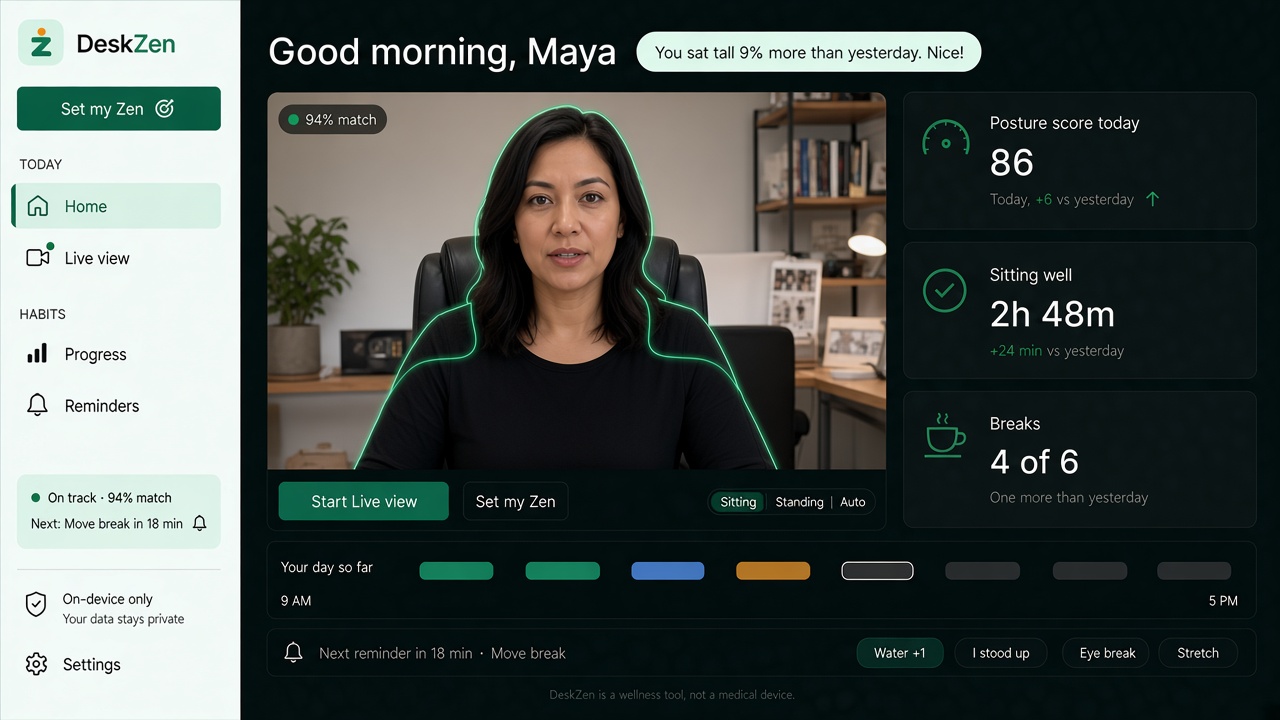 DeskZen
Set my Zen
TODAY
Home
Live view
HABITS
Progress
Reminders
On track · 94% match
Next: Move break in 18 min
On-device only
Your data stays private
Settings
Good morning, Maya
You sat tall 9% more than yesterday. Nice!
94% match
Start Live view
Set my Zen
Sitting
Standing | Auto
Posture score today
86
Today, +6 vs yesterday
Sitting well
2h 48m
+24 min vs yesterday
Breaks
4 of 6
One more than yesterday
Your day so far
9 AM
5 PM
Next reminder in 18 min · Move break
Water +1
I stood up
Eye break
Stretch
DeskZen is a wellness tool, not a medical device.